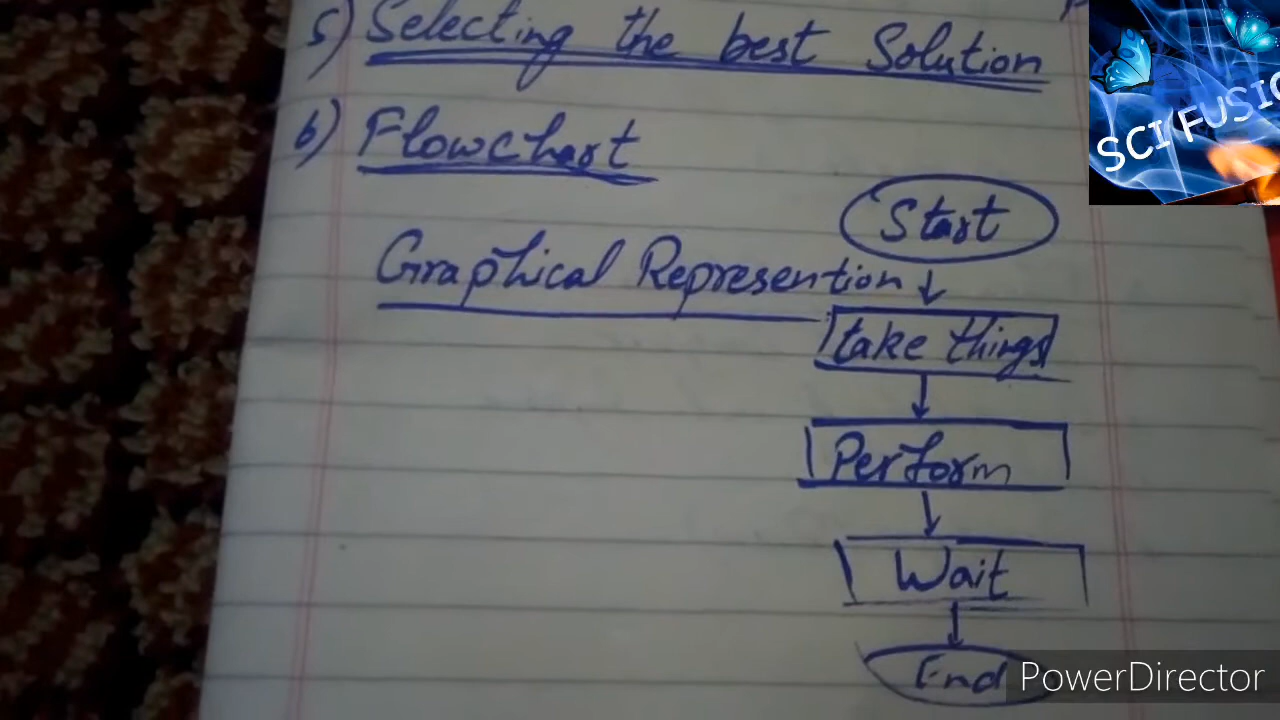 5) Selecting the best Solution
6) Flowchart
Start
Graphical Represention
take things
Perform
Wait
End
SCI FUSIO
PowerDirector